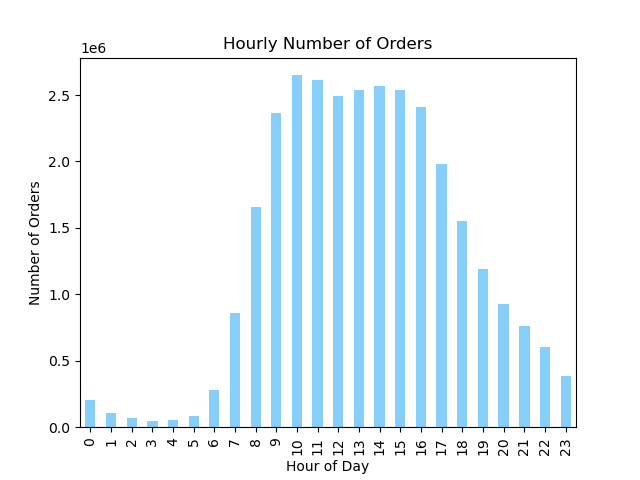 Hourly Number of Orders
1e6
2.5
2.0
1.5
1.0
0.5
0.0
Number of Orders
0 1 2 3 4 5 6 7 8 9 10 11 12 13 14 15 16 17 18 19 20 21 22 23
Hour of Day